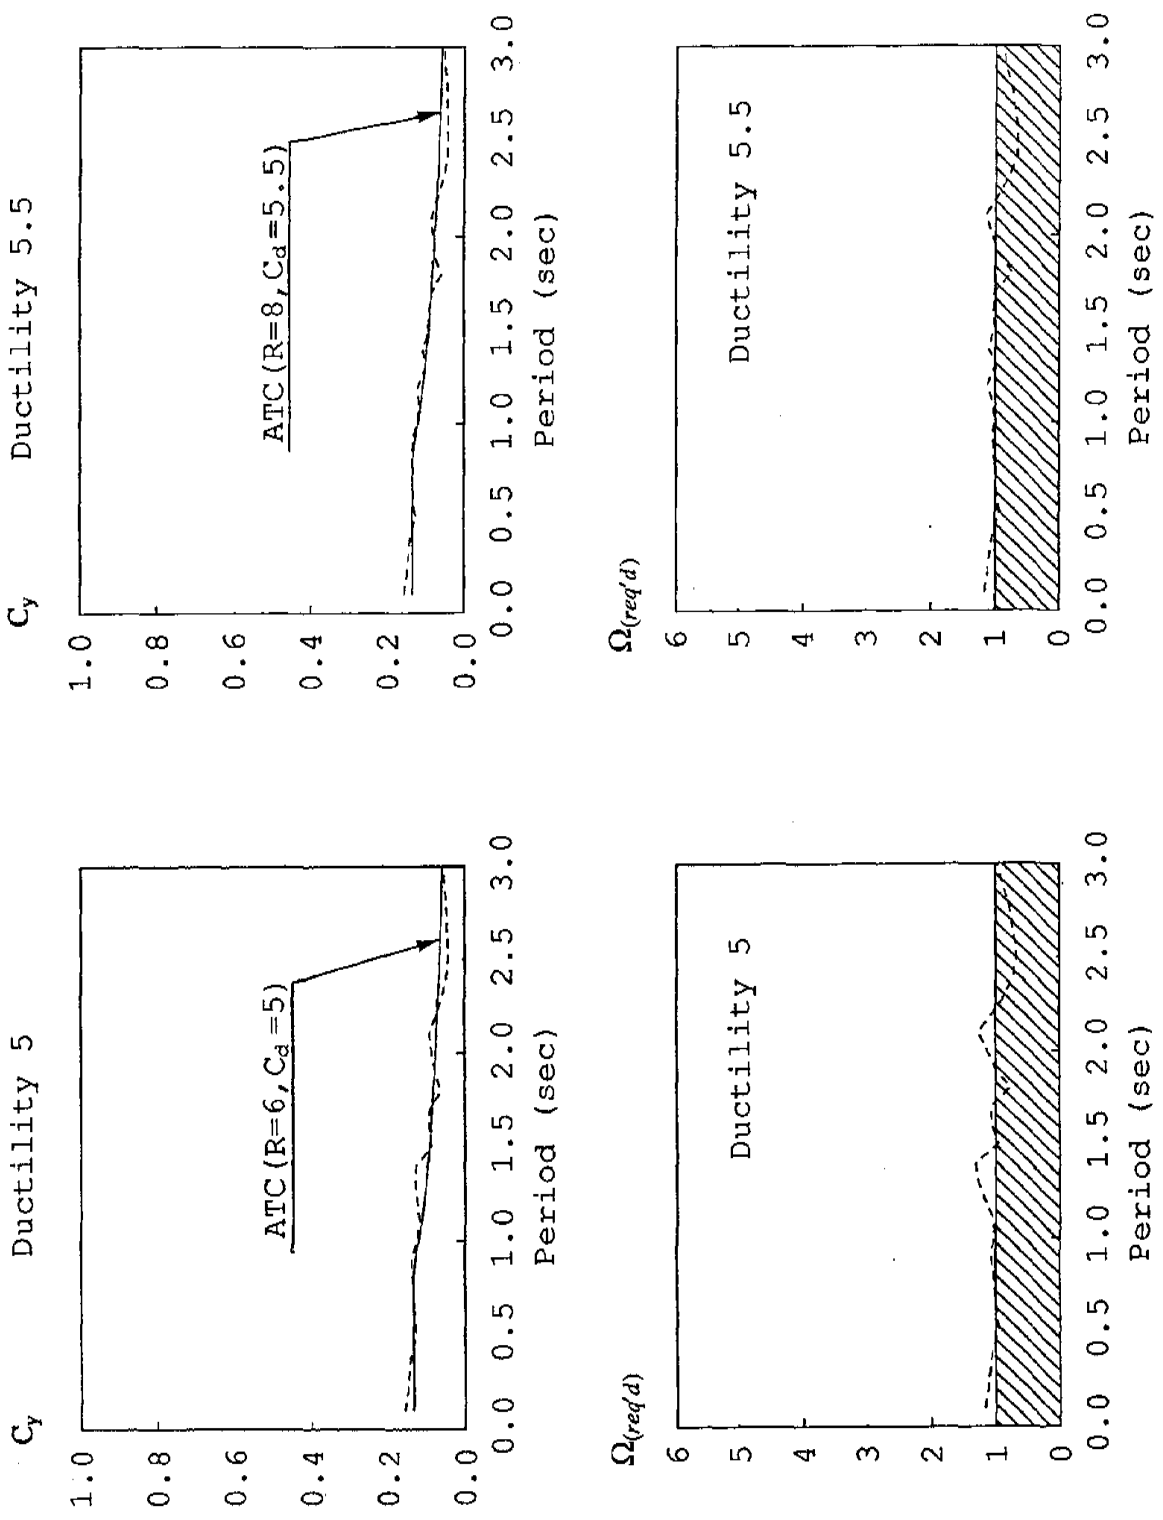 Cy Ductility 5
1.0
0.8
0.6
0.4
0.2
0.0
ATC(R=6,Cd=5)
0.0 0.5 1.0 1.5 2.0 2.5 3.0
Period (sec)
Cy Ductility 5.5
1.0
0.8
0.6
0.4
0.2
0.0
ATC(R=8,Cd=5.5)
0.0 0.5 1.0 1.5 2.0 2.5 3.0
Period (sec)
Ω(req'd)
6
5
4
3
2
1
0
Ductility 5
0.0 0.5 1.0 1.5 2.0 2.5 3.0
Period (sec)
Ω(req'd)
6
5
4
3
2
1
0
Ductility 5.5
0.0 0.5 1.0 1.5 2.0 2.5 3.0
Period (sec)